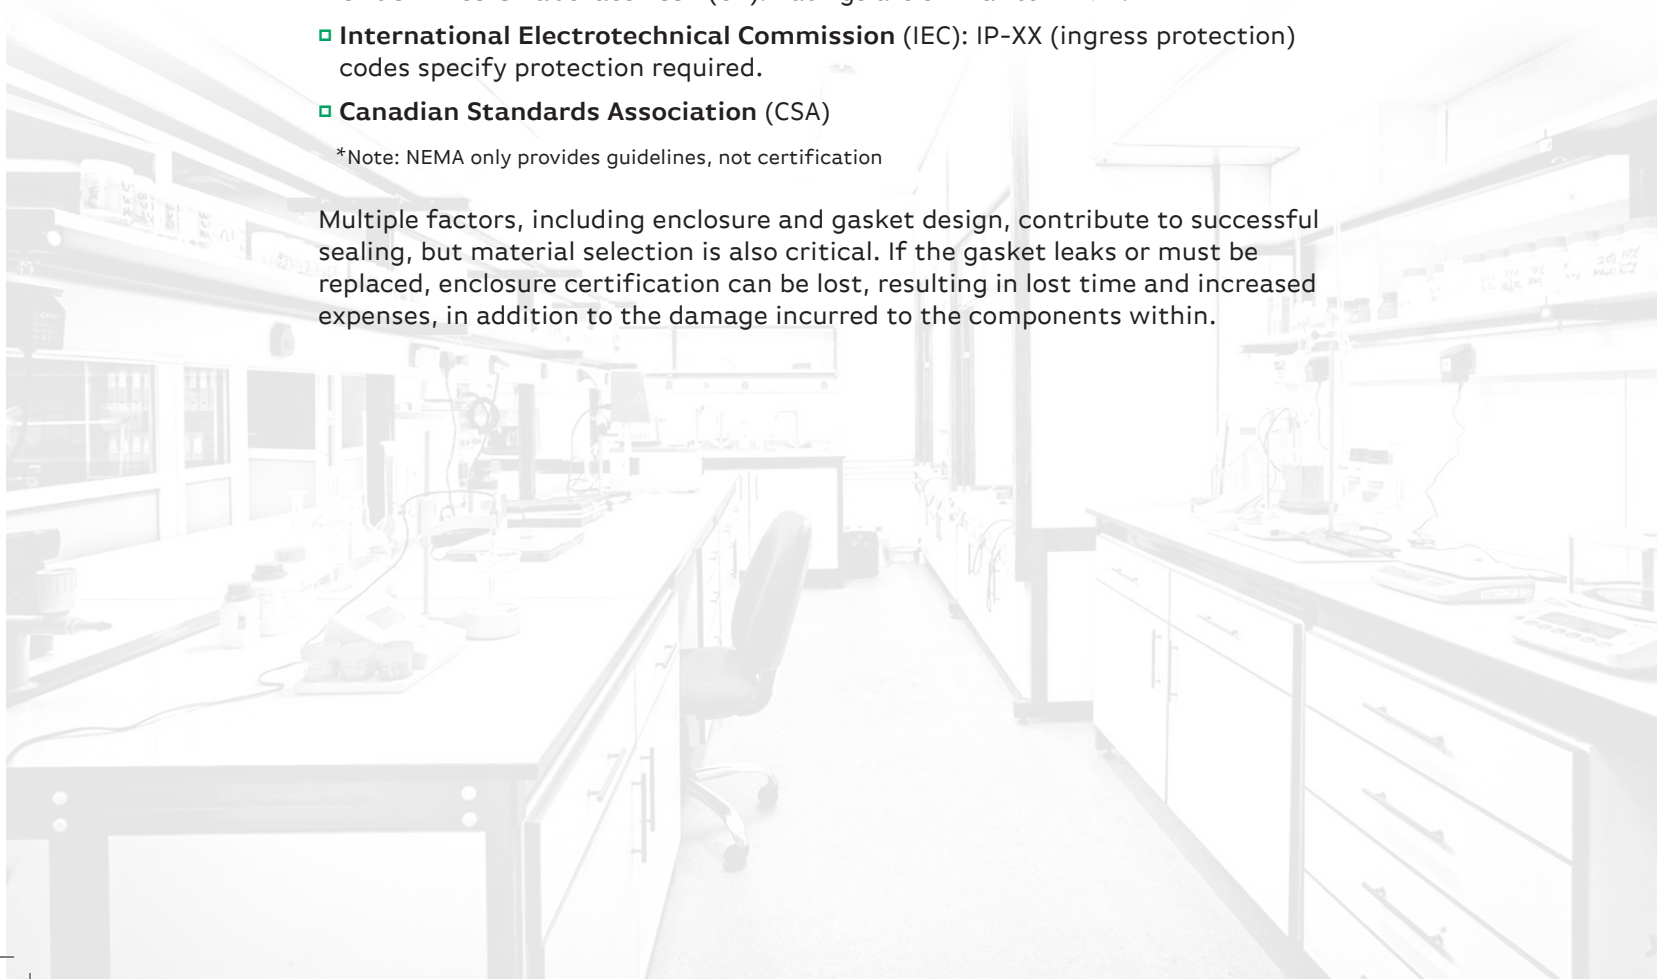 International Electrotechnical Commission (IEC): IP-XX (ingress protection)
codes specify protection required.
Canadian Standards Association (CSA)
*Note: NEMA only provides guidelines, not certification
Multiple factors, including enclosure and gasket design, contribute to successful
sealing, but material selection is also critical. If the gasket leaks or must be
replaced, enclosure certification can be lost, resulting in lost time and increased
expenses, in addition to the damage incurred to the components within.